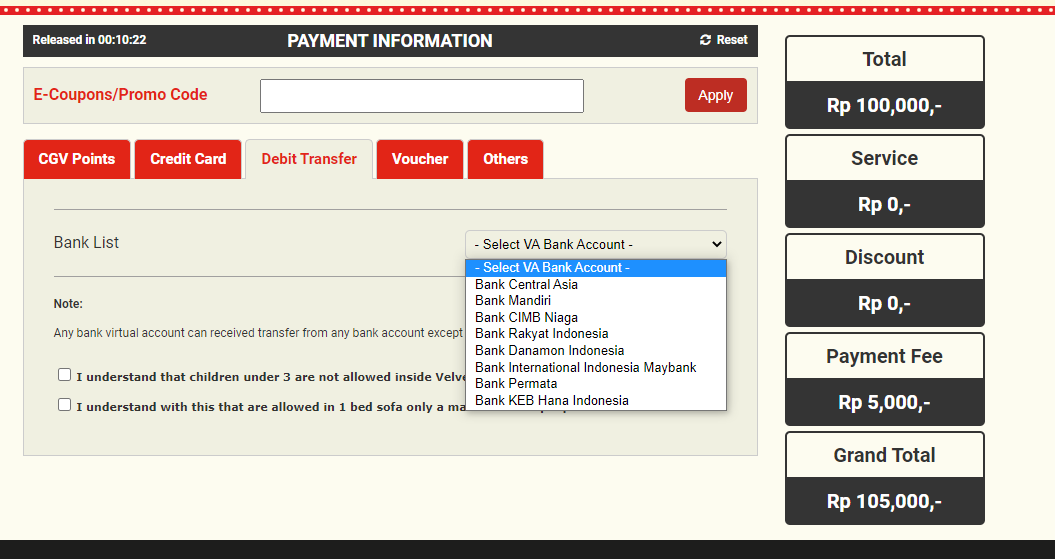 Released in 00:10:22
PAYMENT INFORMATION
Reset
E-Coupons/Promo Code
Apply
CGV Points
Credit Card
Debit Transfer
Voucher
Others
Bank List
- Select VA Bank Account -
- Select VA Bank Account -
Bank Central Asia
Bank Mandiri
Bank CIMB Niaga
Bank Rakyat Indonesia
Bank Danamon Indonesia
Bank International Indonesia Maybank
Bank Permata
Bank KEB Hana Indonesia
Note:
Any bank virtual account can received transfer from any bank account except
I understand that children under 3 are not allowed inside Velve
I understand with this that are allowed in 1 bed sofa only a ma
Total
Rp 100,000,-
Service
Rp 0,-
Discount
Rp 0,-
Payment Fee
Rp 5,000,-
Grand Total
Rp 105,000,-